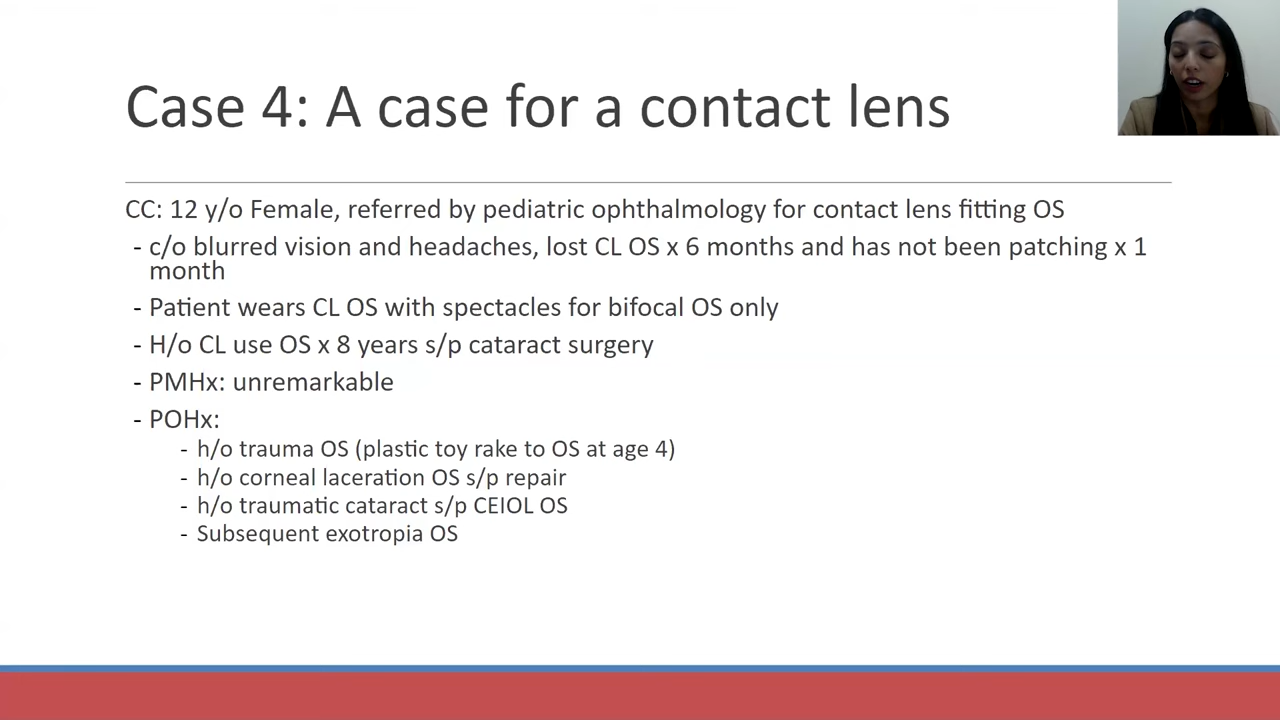 Case 4: A case for a contact lens
CC: 12 y/o Female, referred by pediatric ophthalmology for contact lens fitting OS
- c/o blurred vision and headaches, lost CL OS x 6 months and has not been patching x 1
month
- Patient wears CL OS with spectacles for bifocal OS only
- H/o CL use OS x 8 years s/p cataract surgery
- PMHx: unremarkable
- POHx:
- h/o trauma OS (plastic toy rake to OS at age 4)
- h/o corneal laceration OS s/p repair
- h/o traumatic cataract s/p CEIOL OS
- Subsequent exotropia OS